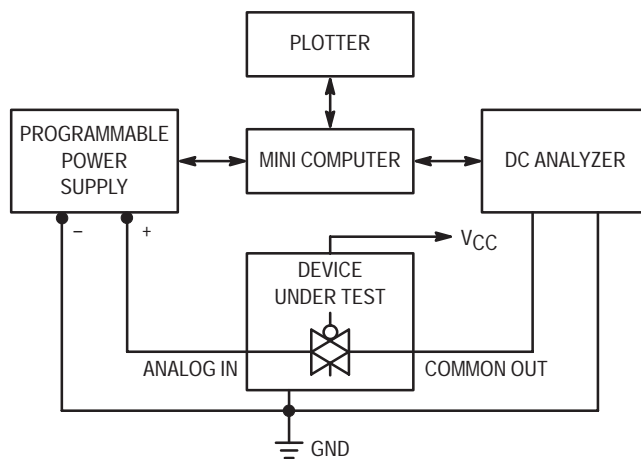 PLOTTER
PROGRAMMABLE
POWER
SUPPLY
MINI COMPUTER
DC ANALYZER
– +
VCC
DEVICE
UNDER TEST
ANALOG IN
COMMON OUT
GND